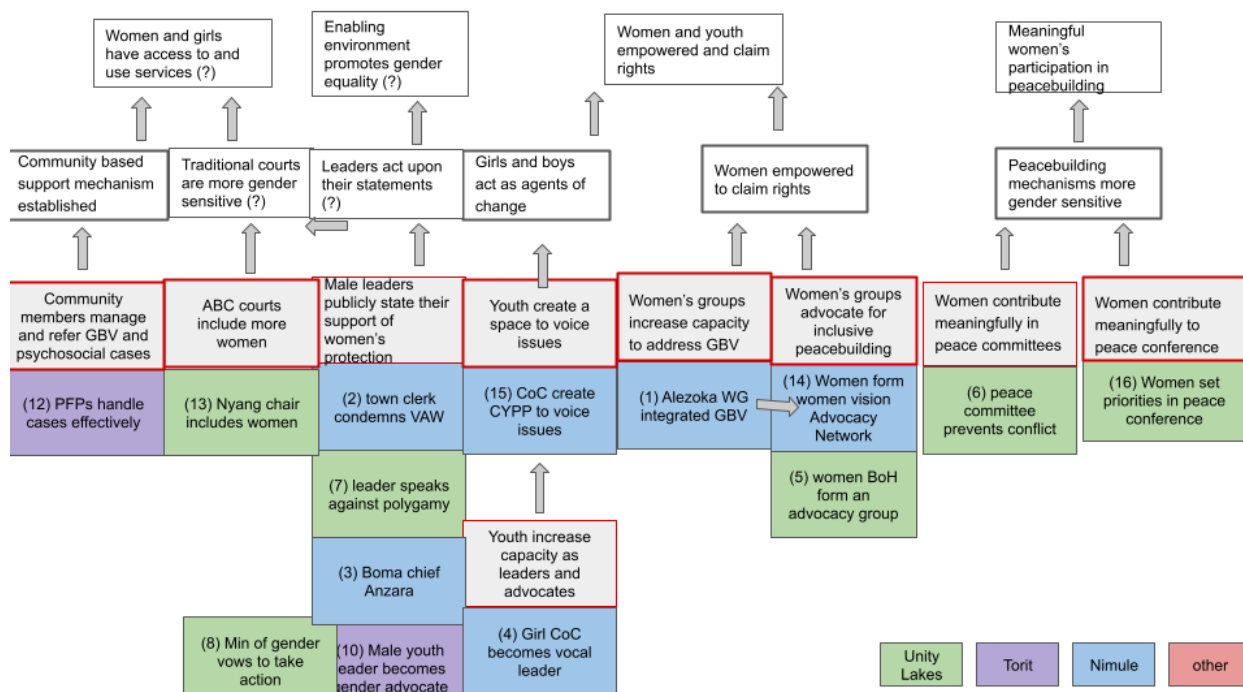 Women and girls
have access to and
use services (?)
Enabling
environment
promotes gender
equality (?)
Women and youth
empowered and claim
rights
Meaningful
women's
participation in
peacebuilding
Community based
support mechanism
established
Traditional courts
are more gender
sensitive (?)
Leaders act upon
their statements
(?)
Girls and boys
act as agents of
change
Women empowered
to claim rights
Peacebuilding
mechanisms more
gender sensitive
Community
members manage
and refer GBV and
psychosocial cases
ABC courts
include more
women
Male leaders
publicly state their
support of
women's
protection
Youth create a
space to voice
issues
Women's groups
increase capacity
to address GBV
Women's groups
advocate for
inclusive
peacebuilding
Women contribute
meaningfully in
peace committees
Women contribute
meaningfully to
peace conference
(12) PFPs handle
cases effectively
(13) Nyang chair
includes women
(2) town clerk
condemns VAW
(15) CoC create
CYPP to voice
issues
(1) Alezoka WG
integrated GBV
(14) Women form
women vision
Advocacy
Network
(6) peace
committee
prevents conflict
(16) Women set
priorities in peace
conference
(7) leader speaks
against polygamy
(5) women BoH
form an
advocacy group
Youth increase
capacity as
leaders and
advocates
(3) Boma chief
Anzara
(8) Min of gender
vows to take
action
(10) Male youth
leader becomes
gender advocate
(4) Girl CoC
becomes vocal
leader
Unity
Lakes
Torit
Nimule
other